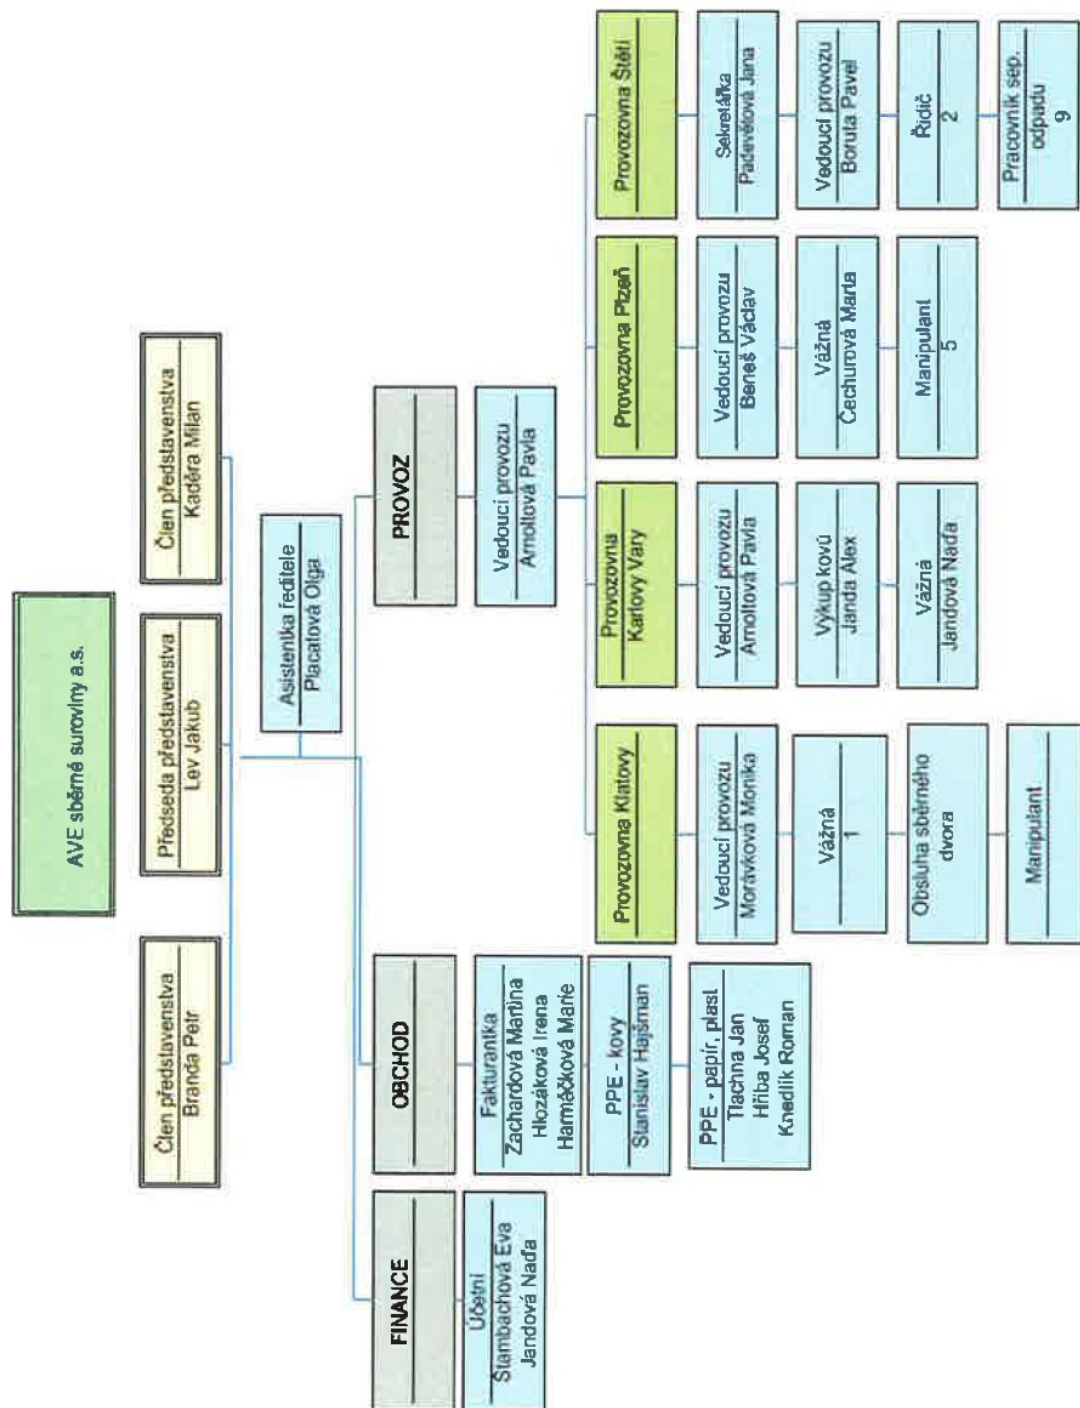 AVE sběrné suroviny a.s.
Člen představenstva
Branda Petr
Předseda představenstva
Lev Jakub
Člen představenstva
Kaděra Milan
Asistentka ředitele
Placatová Olga
FINANCE
Účetní
Štambachová Eva
Jandová Naďa
OBCHOD
Fakturantka
Zachardová Martina
Hlozáková Irena
Harmáčková Marie
PPE - kovy
Stanislav Hajšman
PPE - papír, plast
Tlachna Jan
Hřiba Josef
Knedlík Roman
PROVOZ
Vedoucí provozu
Arnoltová Pavla
Provozovna Klatovy
Vedoucí provozu
Morávková Monika
Vážná
1
Obsluha sběrného
dvora
Manipulant
Provozovna
Karlovy Vary
Vedoucí provozu
Arnoltová Pavla
Výkup kovů
Janda Alex
Vážná
Jandová Naďa
Provozovna Plzeň
Vedoucí provozu
Beneš Václav
Vážná
Čechurová Marta
Manipulant
5
Provozovna Štětí
Sekretářka
Padevětová Jana
Vedoucí provozu
Boruta Pavel
Řidič
2
Pracovník sep.
odpadu
9